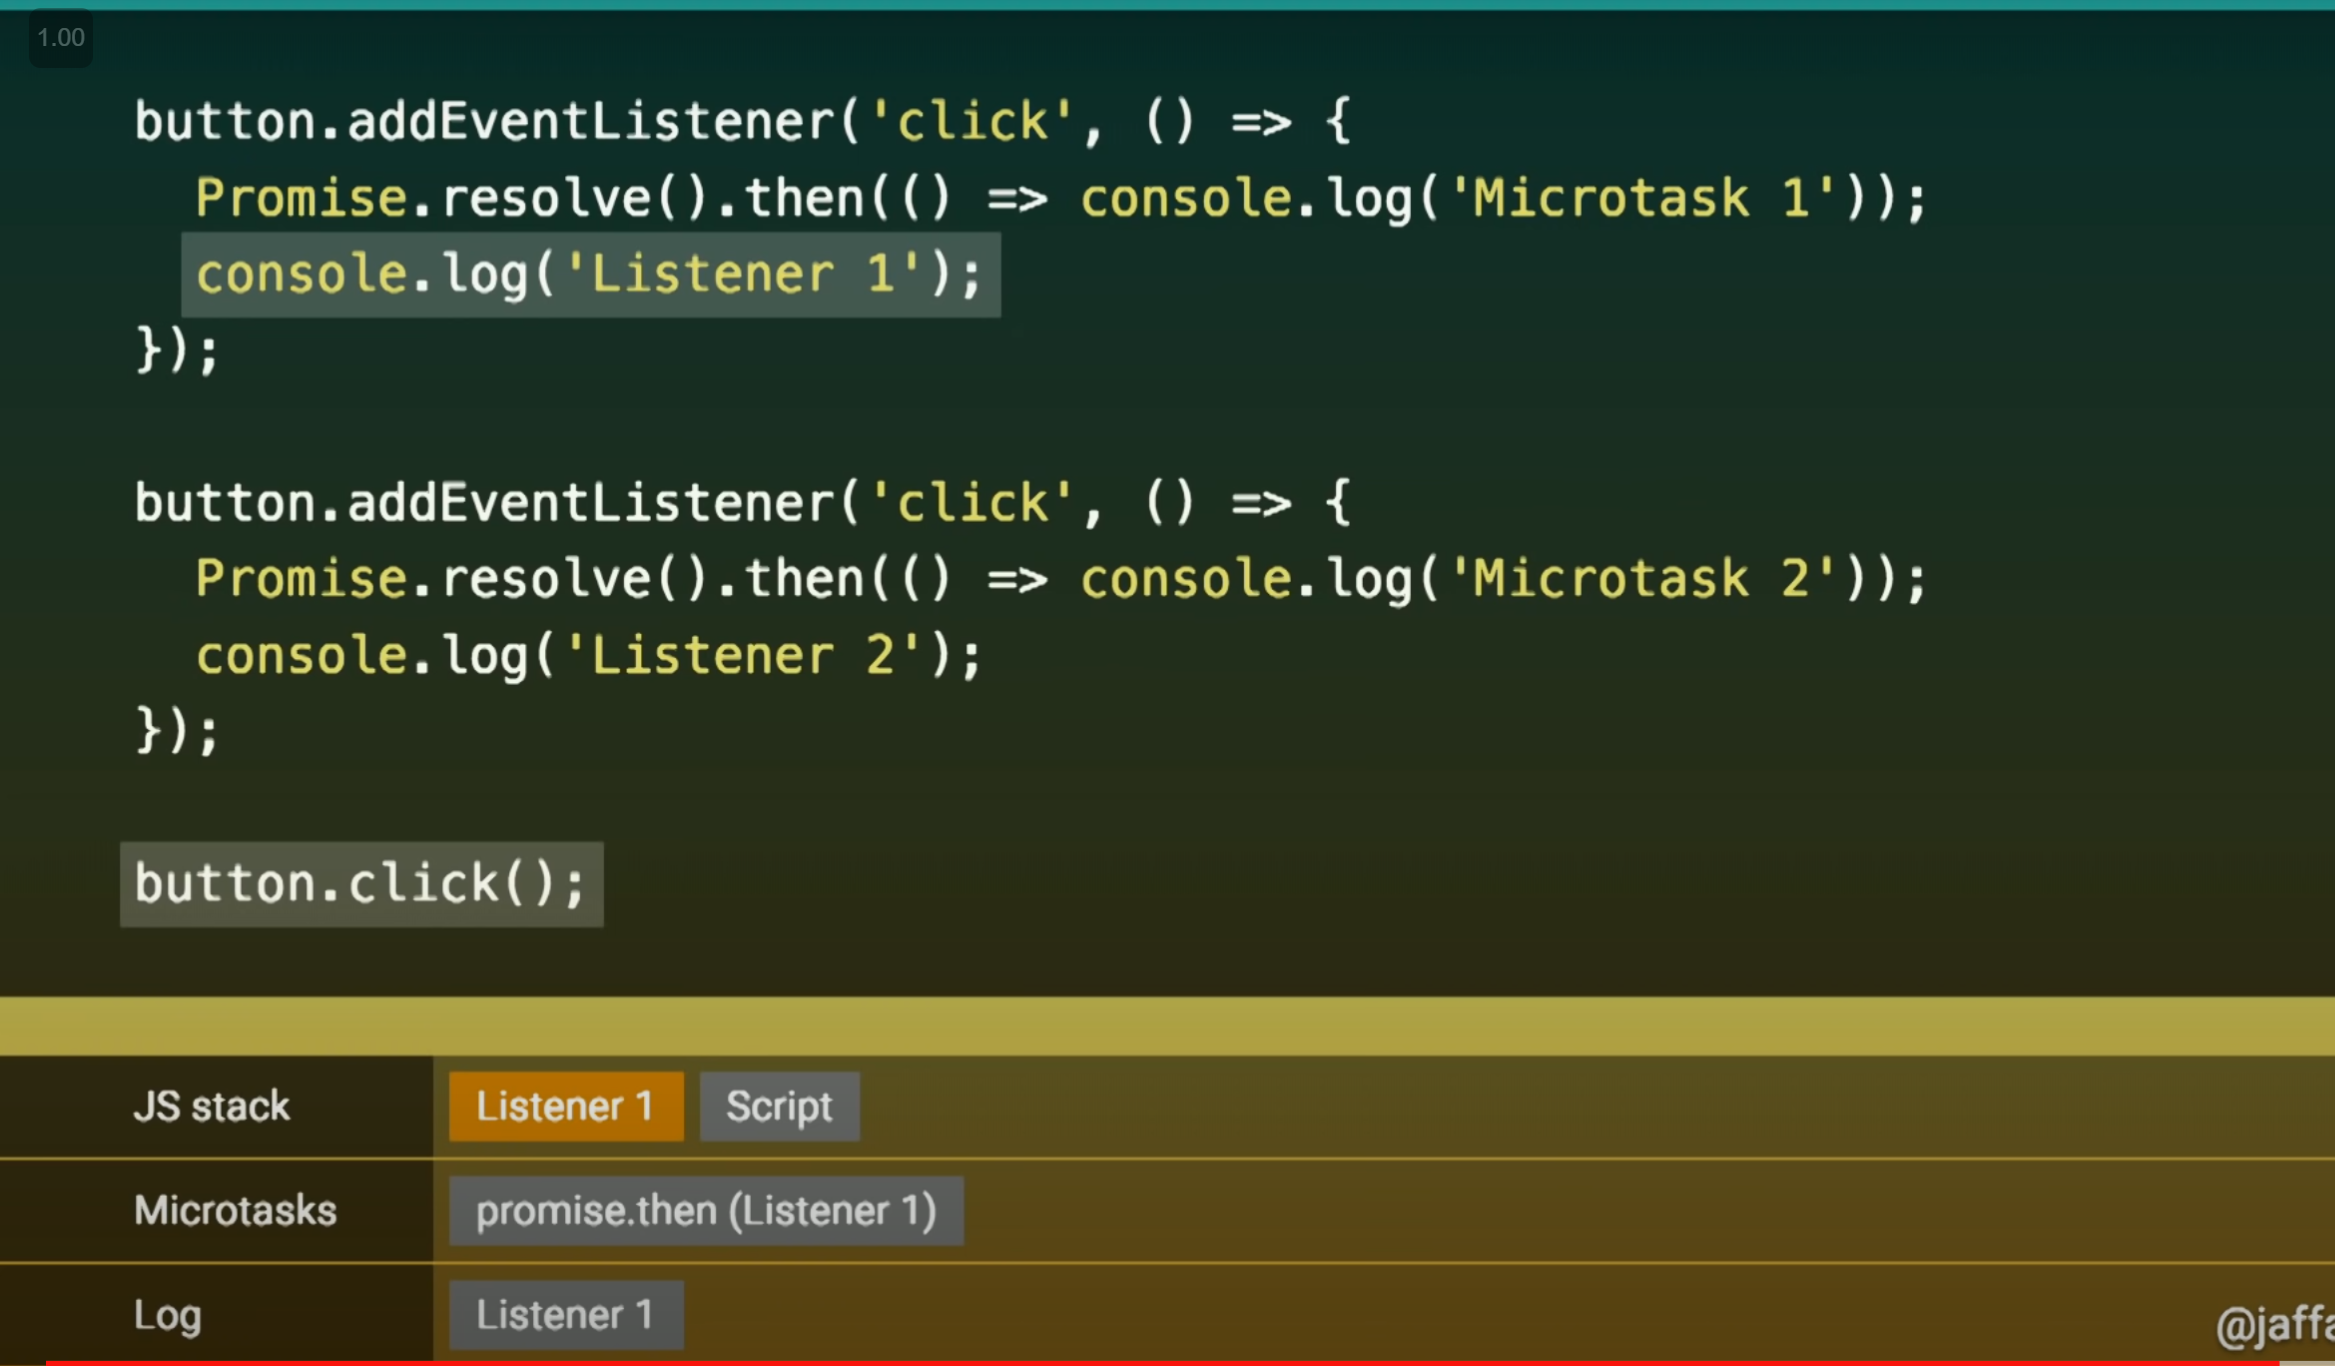 1.00
button.addEventListener('click', () => {
  Promise.resolve().then(() => console.log('Microtask 1'));
  console.log('Listener 1');
});
button.addEventListener('click', () => {
  Promise.resolve().then(() => console.log('Microtask 2'));
  console.log('Listener 2');
});
button.click();
JS stack Listener 1 Script
Microtasks promise.then (Listener 1)
Log Listener 1
@jaffa